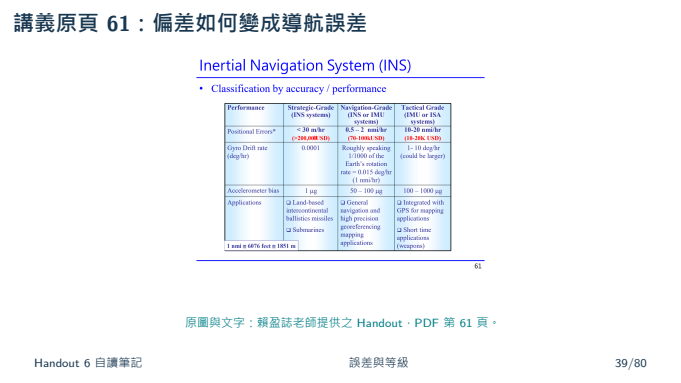 講義原頁 61：偏差如何變成導航誤差
Inertial Navigation System (INS)
• Classification by accuracy / performance
Performance
Strategic-Grade
(INS systems)
Navigation-Grade
(INS or IMU
systems)
Tactical Grade
(IMU or ISA
systems)
Positional Errors*
< 30 m/hr
(>200,000USD)
0.5 – 2 nmi/hr
(70-100kUSD)
10-20 nmi/hr
(10-20K USD)
Gyro Drift rate
(deg/hr)
0.0001
Roughly speaking
1/1000 of the
Earth's rotation
rate = 0.015 deg/hr
(1 nmi/hr)
1- 10 deg/hr
(could be larger)
Accelerometer bias
1 μg
50 – 100 μg
100 – 1000 μg
Applications
❑ Land-based
intercontinental
ballistics missiles
❑ Submarines
❑ General
navigation and
high precision
georeferencing
mapping
applications
❑ Integrated with
GPS for mapping
applications
❑ Short time
applications
(weapons)
1 nmi ≅ 6076 feet ≅ 1851 m
61
原圖與文字：賴盈誌老師提供之 Handout，PDF 第 61 頁。
Handout 6 自讀筆記
誤差與等級
39/80